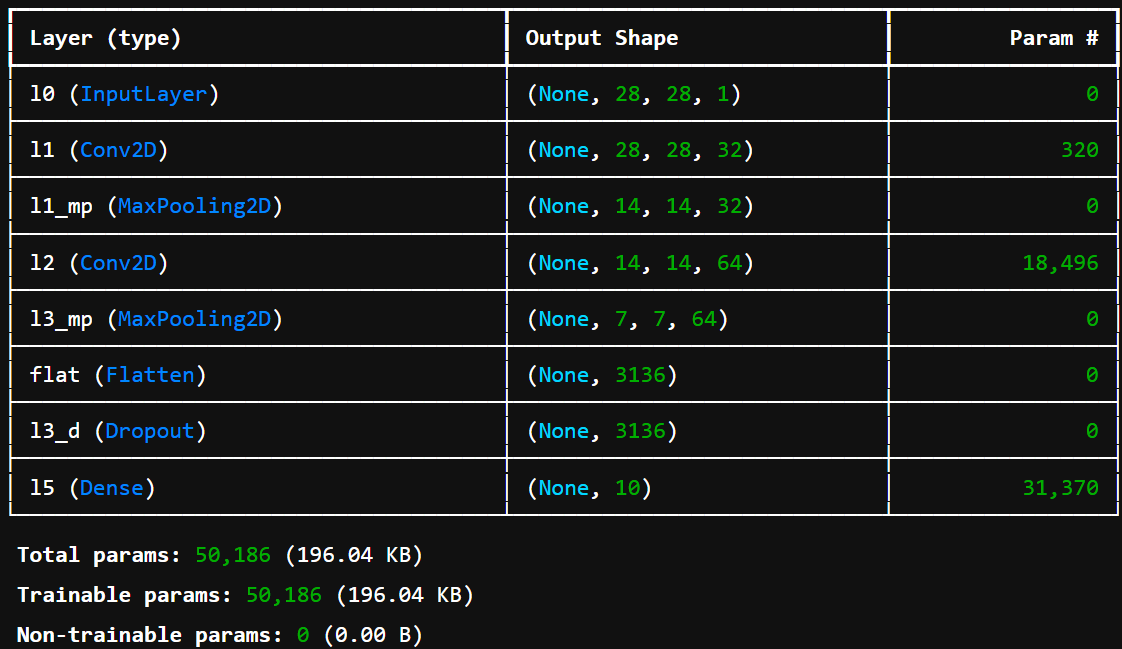 Layer (type) Output Shape Param #
l0 (InputLayer) (None, 28, 28, 1) 0
l1 (Conv2D) (None, 28, 28, 32) 320
l1_mp (MaxPooling2D) (None, 14, 14, 32) 0
l2 (Conv2D) (None, 14, 14, 64) 18,496
l3_mp (MaxPooling2D) (None, 7, 7, 64) 0
flat (Flatten) (None, 3136) 0
l3_d (Dropout) (None, 3136) 0
l5 (Dense) (None, 10) 31,370
Total params: 50,186 (196.04 KB)
Trainable params: 50,186 (196.04 KB)
Non-trainable params: 0 (0.00 B)